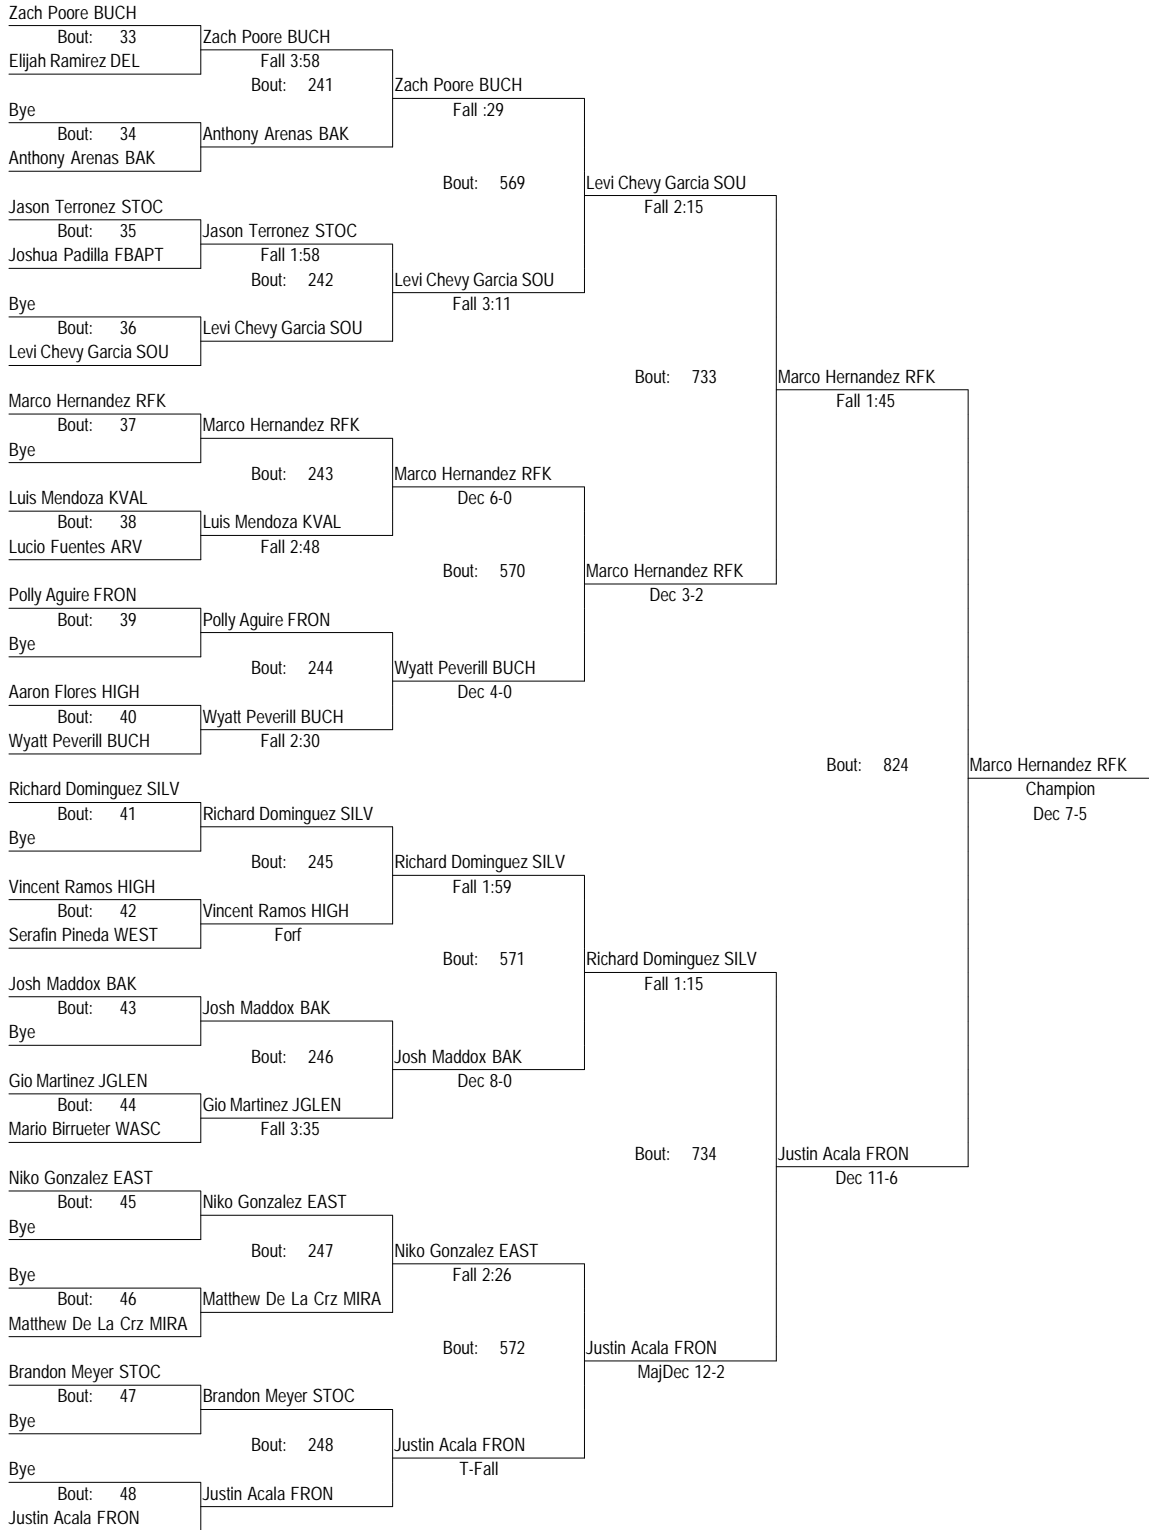 Zach Poore BUCH
Bout: 33
Zach Poore BUCH
Elijah Ramirez DEL
Fall 3:58
Bout: 241
Zach Poore BUCH
Bye
Fall :29
Bout: 34
Anthony Arenas BAK
Anthony Arenas BAK
Bout: 569
Levi Chevy Garcia SOU
Jason Terronez STOC
Fall 2:15
Bout: 35
Jason Terronez STOC
Joshua Padilla FBAPT
Fall 1:58
Bout: 242
Levi Chevy Garcia SOU
Bye
Fall 3:11
Bout: 36
Levi Chevy Garcia SOU
Levi Chevy Garcia SOU
Bout: 733
Marco Hernandez RFK
Marco Hernandez RFK
Fall 1:45
Bout: 37
Marco Hernandez RFK
Bye
Bout: 243
Marco Hernandez RFK
Luis Mendoza KVAL
Dec 6-0
Bout: 38
Luis Mendoza KVAL
Lucio Fuentes ARV
Fall 2:48
Bout: 570
Marco Hernandez RFK
Polly Aguire FRON
Dec 3-2
Bout: 39
Polly Aguire FRON
Bye
Bout: 244
Wyatt Peverill BUCH
Aaron Flores HIGH
Dec 4-0
Bout: 40
Wyatt Peverill BUCH
Wyatt Peverill BUCH
Fall 2:30
Bout: 824
Marco Hernandez RFK
Richard Dominguez SILV
Champion
Bout: 41
Richard Dominguez SILV
Dec 7-5
Bye
Bout: 245
Richard Dominguez SILV
Vincent Ramos HIGH
Fall 1:59
Bout: 42
Vincent Ramos HIGH
Serafin Pineda WEST
Forf
Bout: 571
Richard Dominguez SILV
Josh Maddox BAK
Fall 1:15
Bout: 43
Josh Maddox BAK
Bye
Bout: 246
Josh Maddox BAK
Gio Martinez JGLEN
Dec 8-0
Bout: 44
Gio Martinez JGLEN
Mario Birrueter WASC
Fall 3:35
Bout: 734
Justin Acala FRON
Niko Gonzalez EAST
Dec 11-6
Bout: 45
Niko Gonzalez EAST
Bye
Bout: 247
Niko Gonzalez EAST
Bye
Fall 2:26
Bout: 46
Matthew De La Crz MIRA
Matthew De La Crz MIRA
Bout: 572
Justin Acala FRON
Brandon Meyer STOC
MajDec 12-2
Bout: 47
Brandon Meyer STOC
Bye
Bout: 248
Justin Acala FRON
Bye
T-Fall
Bout: 48
Justin Acala FRON
Justin Acala FRON